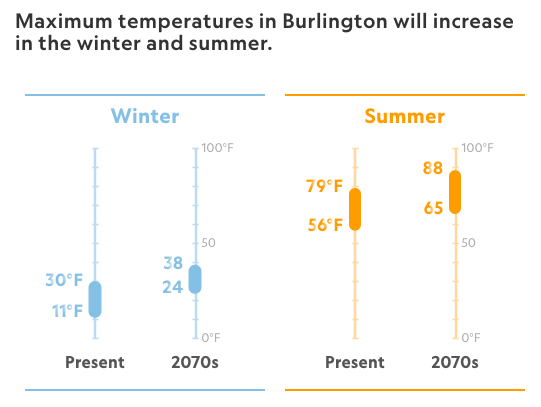 Maximum temperatures in Burlington will increase
in the winter and summer.
Winter
100°F
50
0°F
30°F
11°F
38
24
Present
2070s
Summer
100°F
50
0°F
79°F
56°F
88
65
Present
2070s